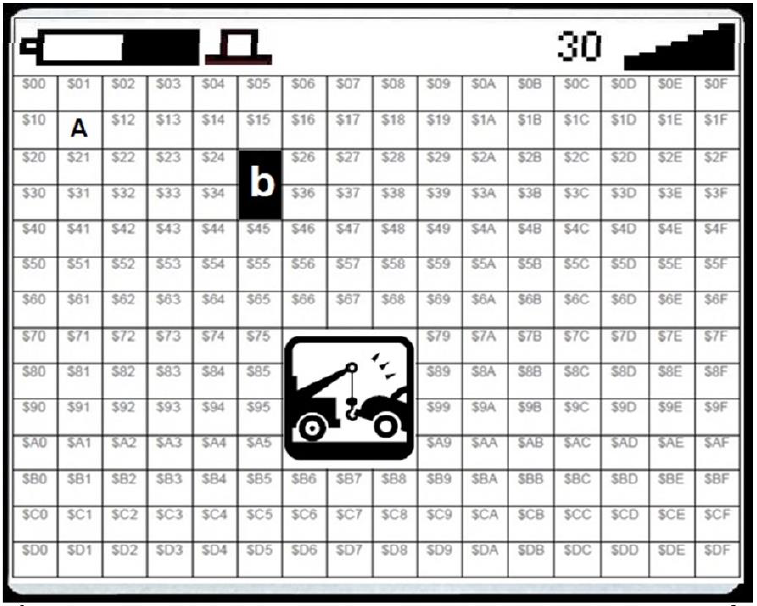 30
$00 $01 $02 $03 $04 $05 $06 $07 $08 $09 $0A $0B $0C $0D $0E $0F
$10 A $12 $13 $14 $15 $16 $17 $18 $19 $1A $1B $1C $1D $1E $1F
$20 $21 $22 $23 $24 b $26 $27 $28 $29 $2A $2B $2C $2D $2E $2F
$30 $31 $32 $33 $34 $36 $37 $38 $39 $3A $3B $3C $3D $3E $3F
$40 $41 $42 $43 $44 $45 $46 $47 $48 $49 $4A $4B $4C $4D $4E $4F
$50 $51 $52 $53 $54 $55 $56 $57 $58 $59 $5A $5B $5C $5D $5E $5F
$60 $61 $62 $63 $64 $65 $66 $67 $68 $69 $6A $6B $6C $6D $6E $6F
$70 $71 $72 $73 $74 $75 $79 $7A $7B $7C $7D $7E $7F
$80 $81 $82 $83 $84 $85 $89 $8A $8B $8C $8D $8E $8F
$90 $91 $92 $93 $94 $95 $99 $9A $9B $9C $9D $9E $9F
$A0 $A1 $A2 $A3 $A4 $A5 $A9 $AA $AB $AC $AD $AE $AF
$B0 $B1 $B2 $B3 $B4 $B5 $B6 $B7 $B8 $B9 $BA $BB $BC $BD $BE $BF
$C0 $C1 $C2 $C3 $C4 $C5 $C6 $C7 $C8 $C9 $CA $CB $CC $CD $CE $CF
$D0 $D1 $D2 $D3 $D4 $D5 $D6 $D7 $D8 $D9 $DA $DB $DC $DD $DE $DF